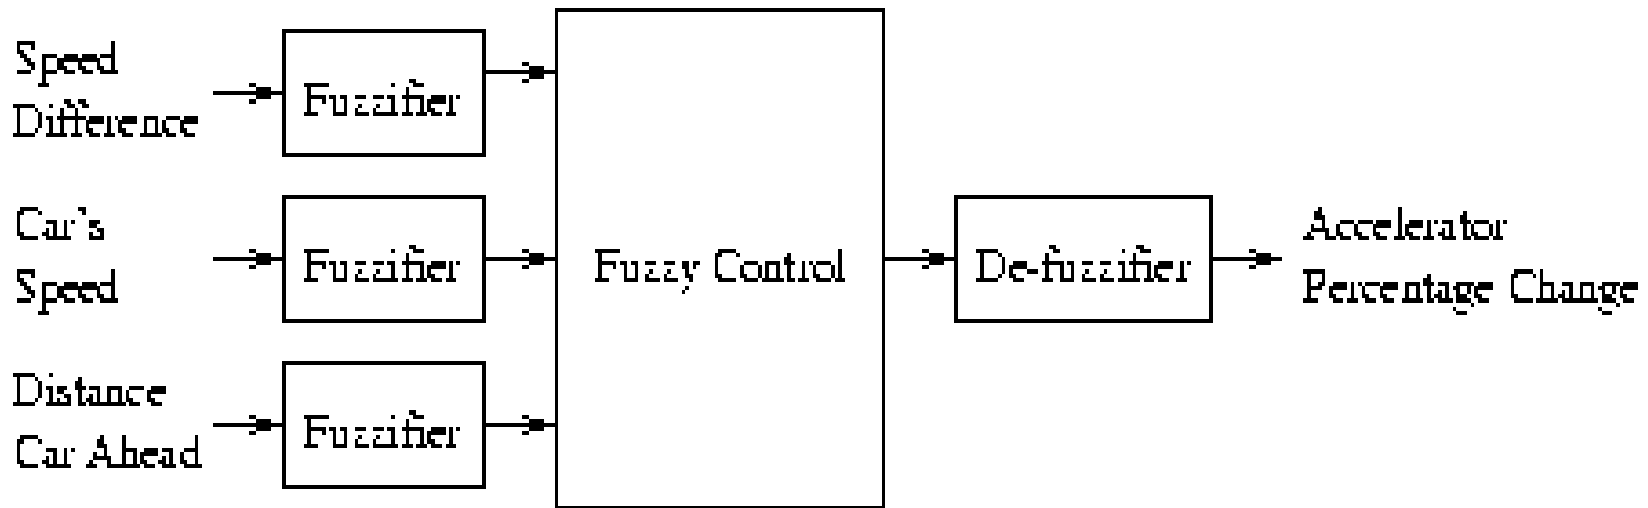 Speed
Difference
Fuzzifier
Car's
Speed
Fuzzifier
Distance
Car Ahead
Fuzzifier
Fuzzy Control
De-fuzzifier
Accelerator
Percentage Change